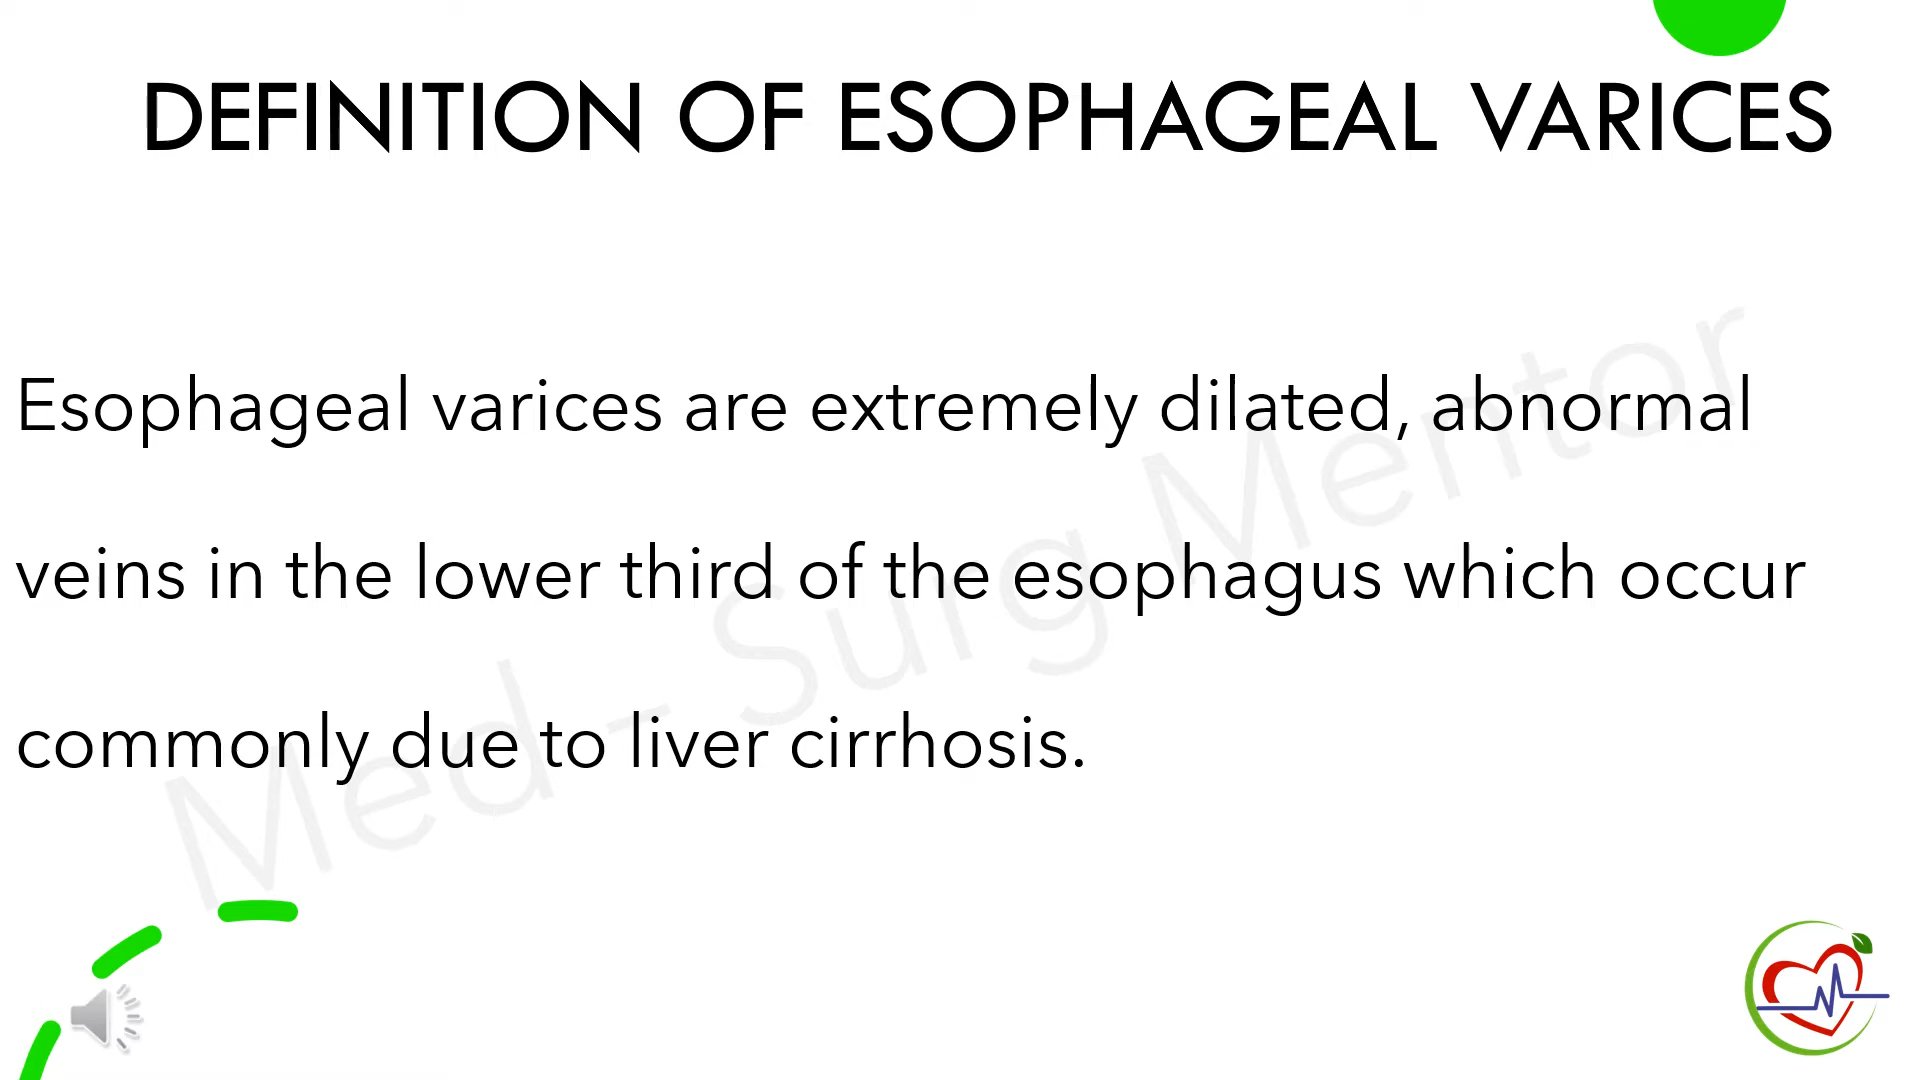 DEFINITION OF ESOPHAGEAL VARICES
Esophageal varices are extremely dilated, abnormal
veins in the lower third of the esophagus which occur
commonly due to liver cirrhosis.
Med - Surg Mentor